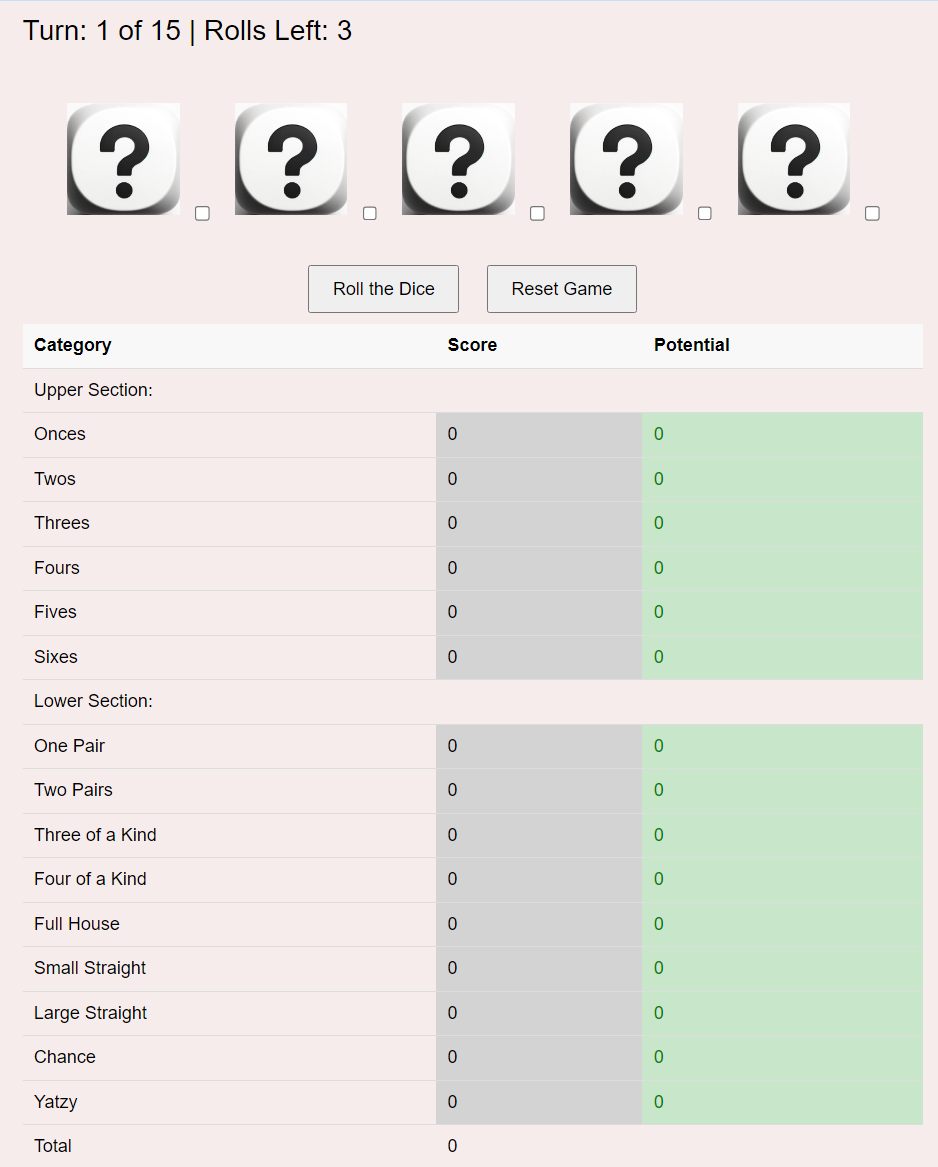 Turn: 1 of 15 | Rolls Left: 3
? ? ? ? ?
Roll the Dice Reset Game
Category Score Potential
Upper Section:
Onces 0 0
Twos 0 0
Threes 0 0
Fours 0 0
Fives 0 0
Sixes 0 0
Lower Section:
One Pair 0 0
Two Pairs 0 0
Three of a Kind 0 0
Four of a Kind 0 0
Full House 0 0
Small Straight 0 0
Large Straight 0 0
Chance 0 0
Yatzy 0 0
Total 0